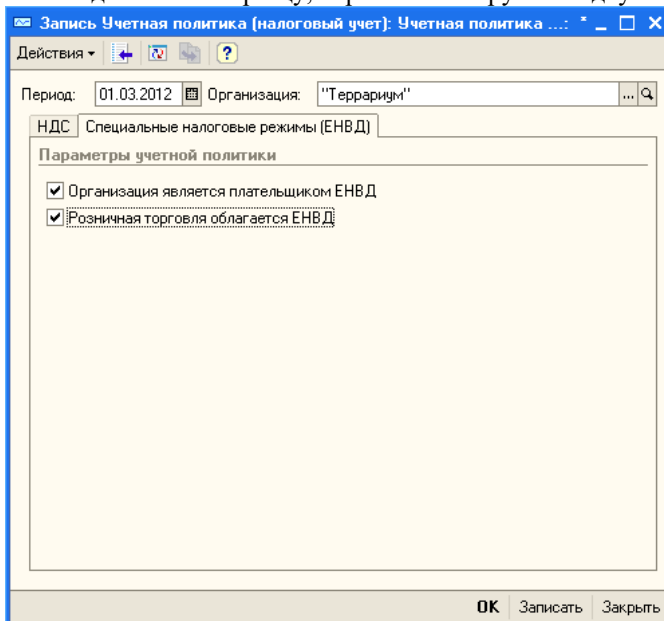 Запись Учетная политика (налоговый учет): Учетная политика ...: *
Действия
Период: 01.03.2012 Организация: "Террариум" ...
НДС Специальные налоговые режимы (ЕНВД)
Параметры учетной политики
Организация является плательщиком ЕНВД
Розничная торговля облагается ЕНВД
OK Записать Закрыть